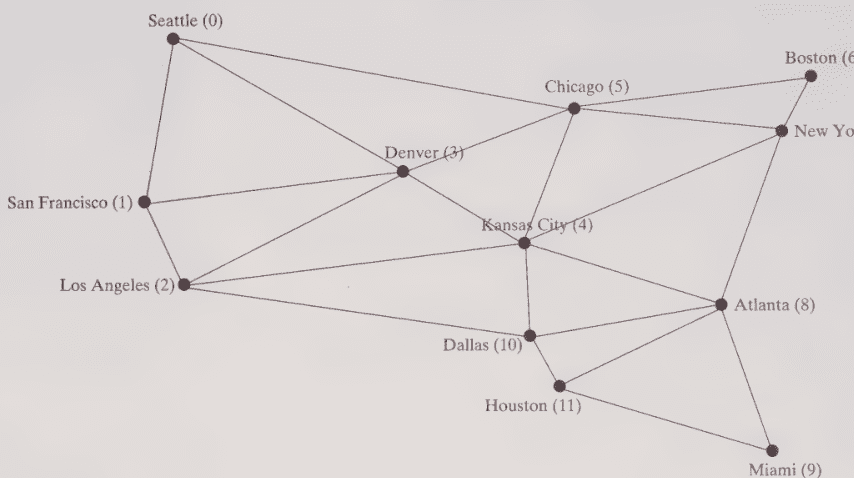 Seattle (0)
Boston (6
Chicago (5)
New Yo
Denver (3)
San Francisco (1)
Kansas City (4)
Los Angeles (2)
Atlanta (8)
Dallas (10)
Houston (11)
Miami (9)